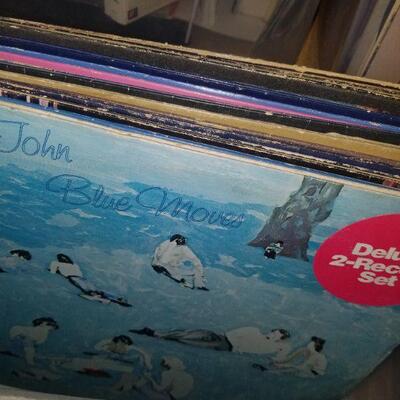 John
Blue Moves
Delu
2-Reco
Set